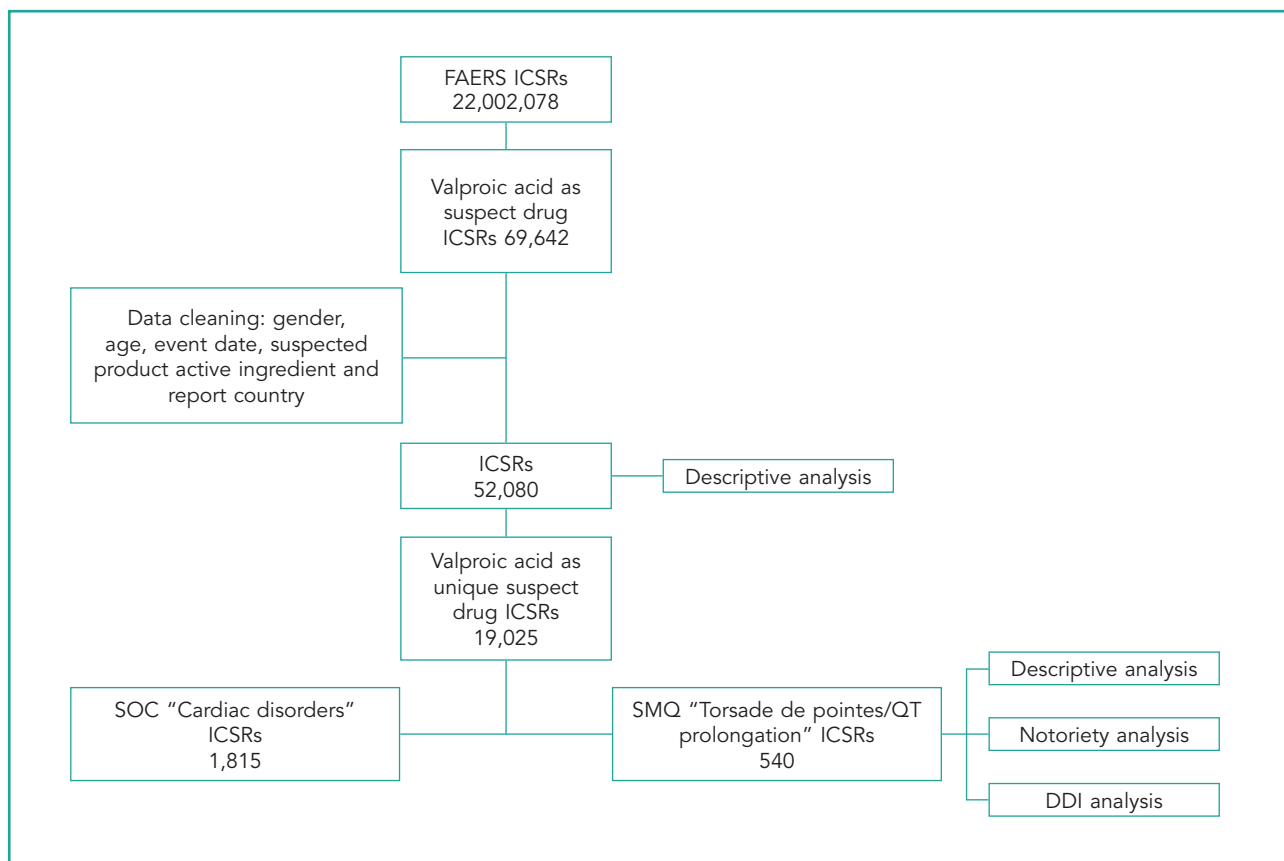 FAERS ICSRs
22,002,078
Valproic acid as
suspect drug
ICSRs 69,642
Data cleaning: gender,
age, event date, suspected
product active ingredient and
report country
ICSRs
52,080
Descriptive analysis
Valproic acid as
unique suspect
drug ICSRs
19,025
SOC “Cardiac disorders”
ICSRs
1,815
SMQ “Torsade de pointes/QT
prolongation” ICSRs
540
Descriptive analysis
Notoriety analysis
DDI analysis